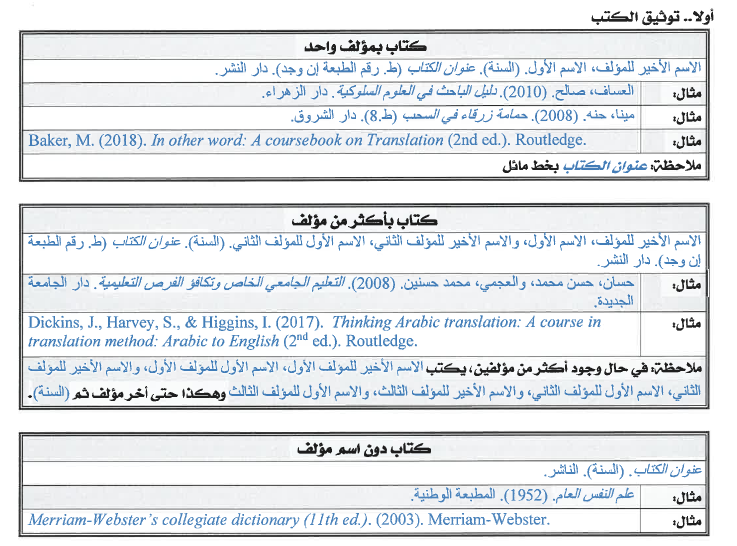 أولا.. توثيق الكتب
كتاب بمؤلف واحد
الاسم الأخير للمؤلف، الاسم الأول. (السنة). عنوان الكتاب (ط. رقم الطبعة إن وجد). دار النشر.
مثال: العساف، صالح. (2010). دليل الباحث في العلوم السلوكية. دار الزهراء.
مثال: مينا، حنه. (2008). حمامة زرقاء في السحب (ط.8). دار الشروق.
مثال: Baker, M. (2018). In other word: A coursebook on Translation (2nd ed.). Routledge.
ملاحظة: عنوان الكتاب بخط مائل
كتاب بأكثر من مؤلف
الاسم الأخير للمؤلف، الاسم الأول، والاسم الأخير للمؤلف الثاني، الاسم الأول للمؤلف الثاني. (السنة). عنوان الكتاب (ط. رقم الطبعة
إن وجد). دار النشر.
مثال: حسان، حسن محمد، والعجمي، محمد حسنين. (2008). التعليم الجامعي الخاص وتكافؤ الفرص التعليمية. دار الجامعة
الجديدة.
مثال: Dickins, J., Harvey, S., & Higgins, I. (2017). Thinking Arabic translation: A course in
translation method: Arabic to English (2nd ed.). Routledge.
ملاحظة: في حال وجود أكثر من مؤلفين، يكتب الاسم الأخير للمؤلف الأول، الاسم الأول للمؤلف الأول، والاسم الأخير للمؤلف
الثاني، الاسم الأول للمؤلف الثاني، والاسم الأخير للمؤلف الثالث، والاسم الأول للمؤلف الثالث وهكذا حتى أخر مؤلف ثم (السنة).
كتاب دون اسم مؤلف
عنوان الكتاب. (السنة). الناشر.
مثال: علم النفس العام. (1952). المطبعة الوطنية.
مثال: Merriam-Webster's collegiate dictionary (11th ed.). (2003). Merriam-Webster.